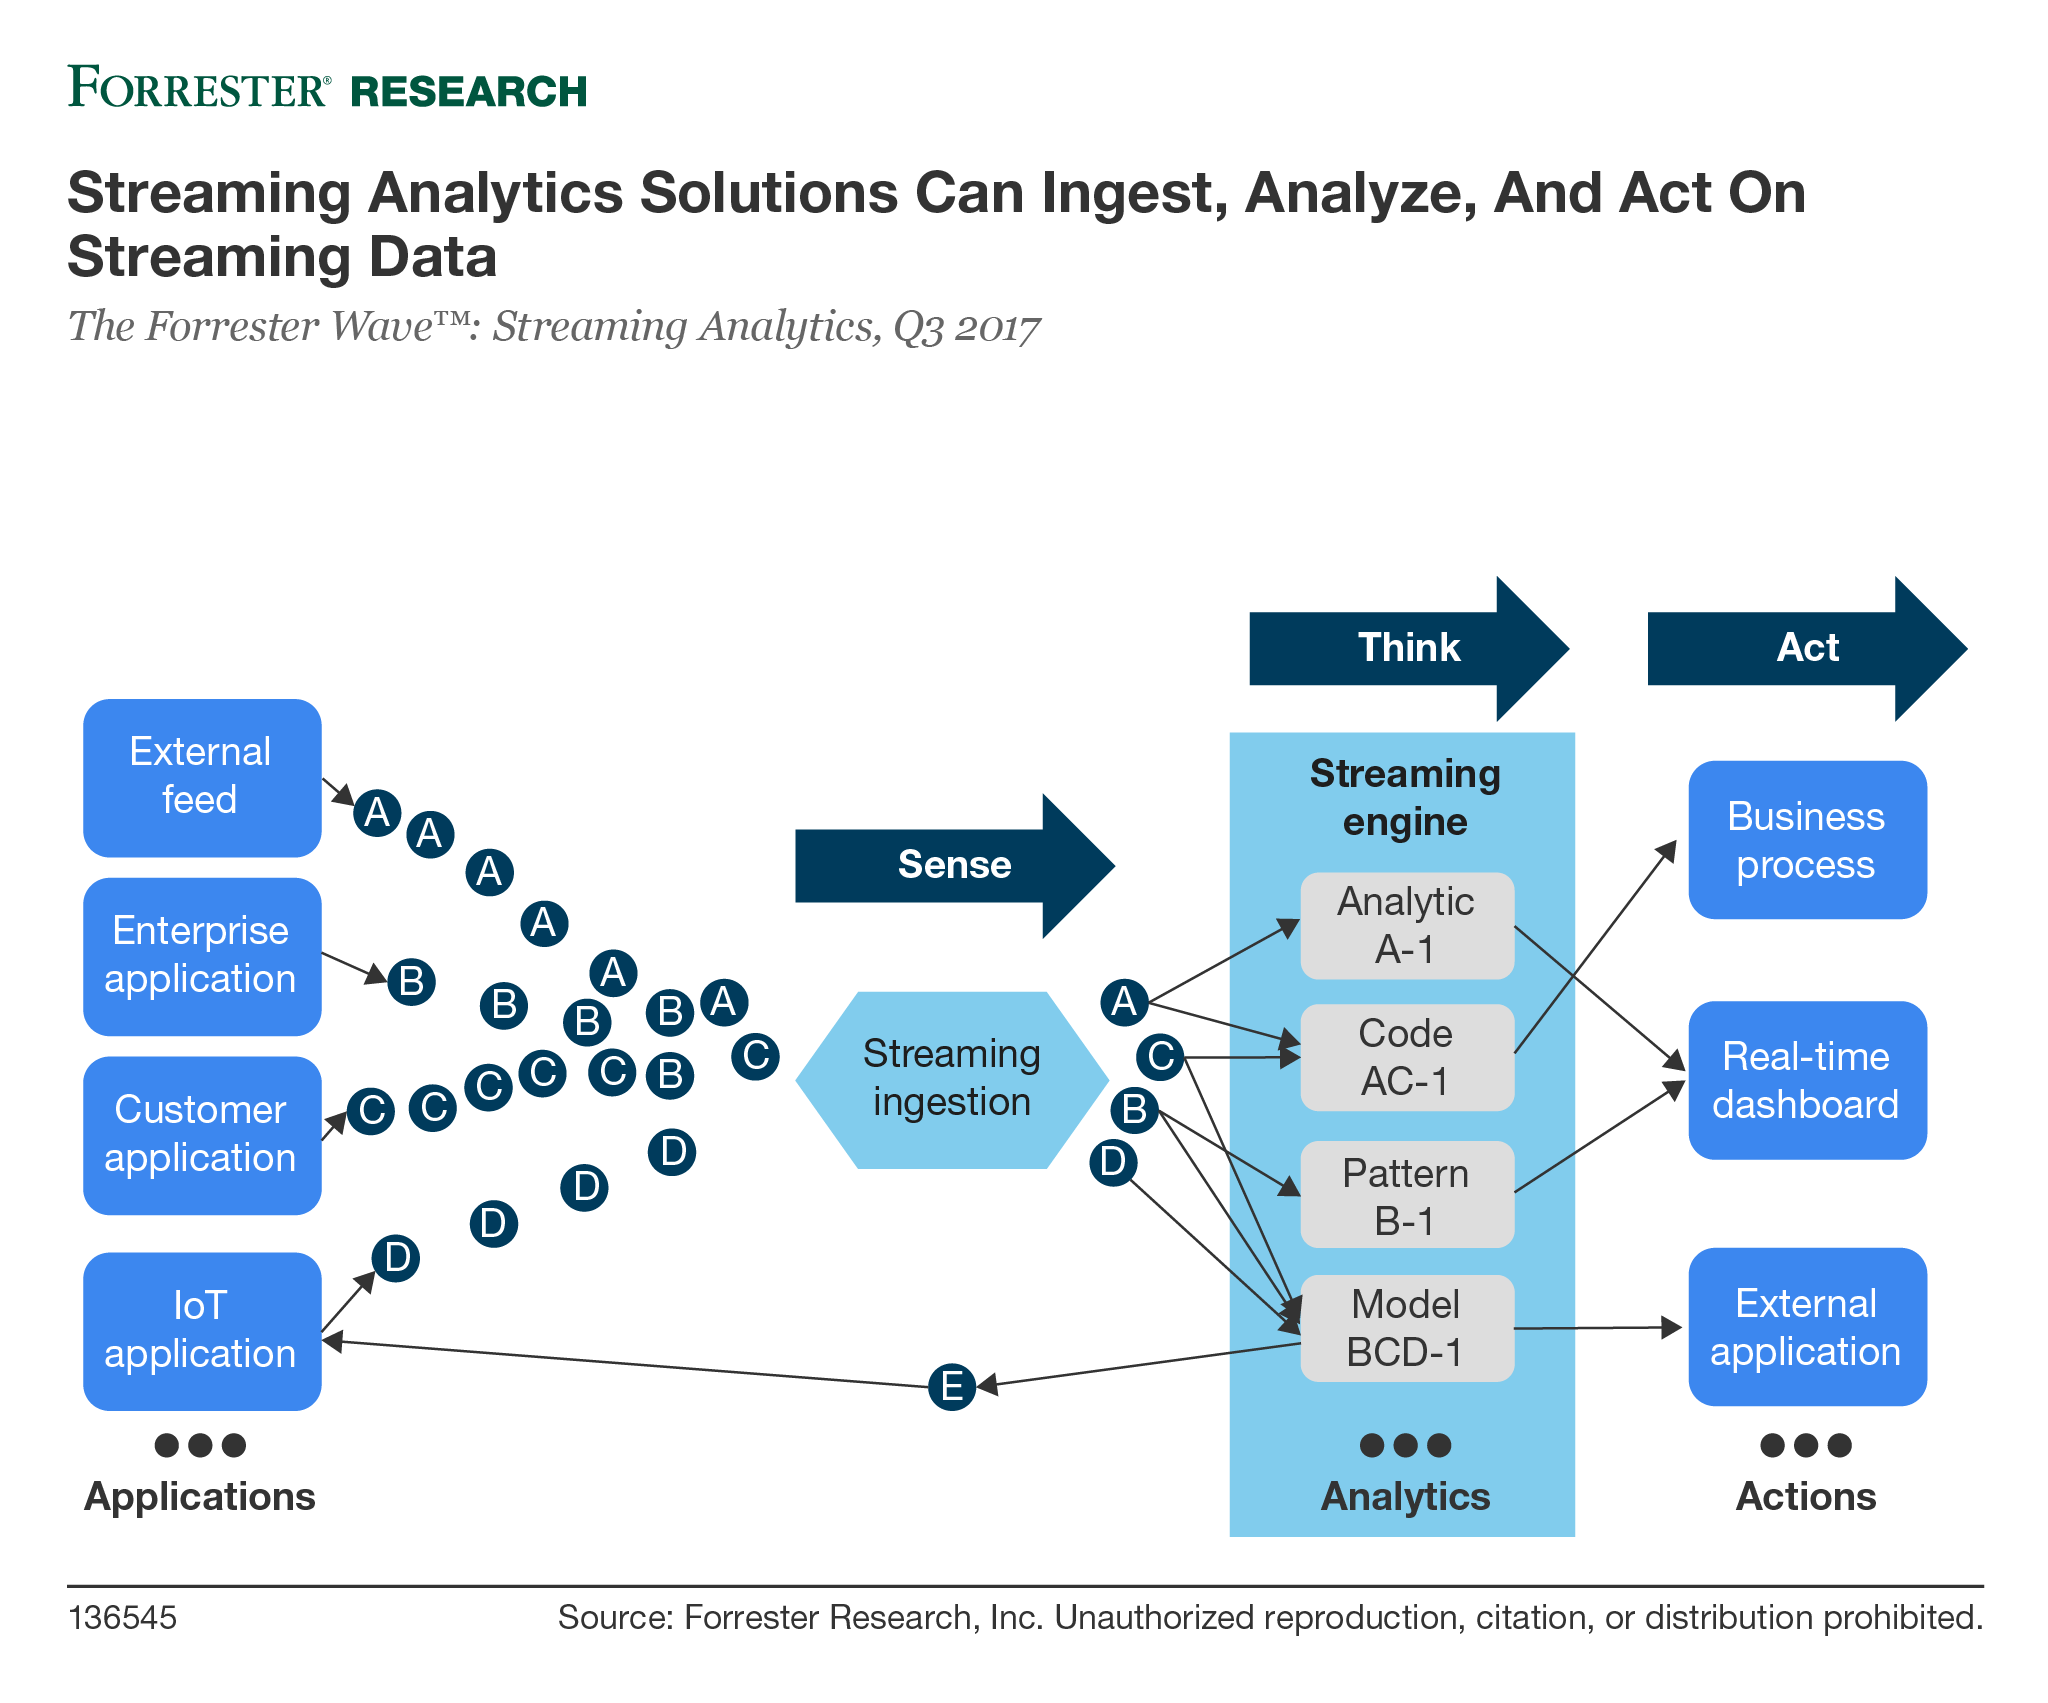 FORRESTER® RESEARCH
Streaming Analytics Solutions Can Ingest, Analyze, And Act On
Streaming Data
The Forrester Wave™: Streaming Analytics, Q3 2017
Think
Act
Sense
External
feed
Enterprise
application
Customer
application
IoT
application
Applications
A
A
A
A
A
A
B
B
B
B
B
C
C
C
C
C
C
D
D
D
D
Streaming
ingestion
A
C
B
D
E
Streaming
engine
Analytic
A-1
Code
AC-1
Pattern
B-1
Model
BCD-1
Analytics
Business
process
Real-time
dashboard
External
application
Actions
136545
Source: Forrester Research, Inc. Unauthorized reproduction, citation, or distribution prohibited.